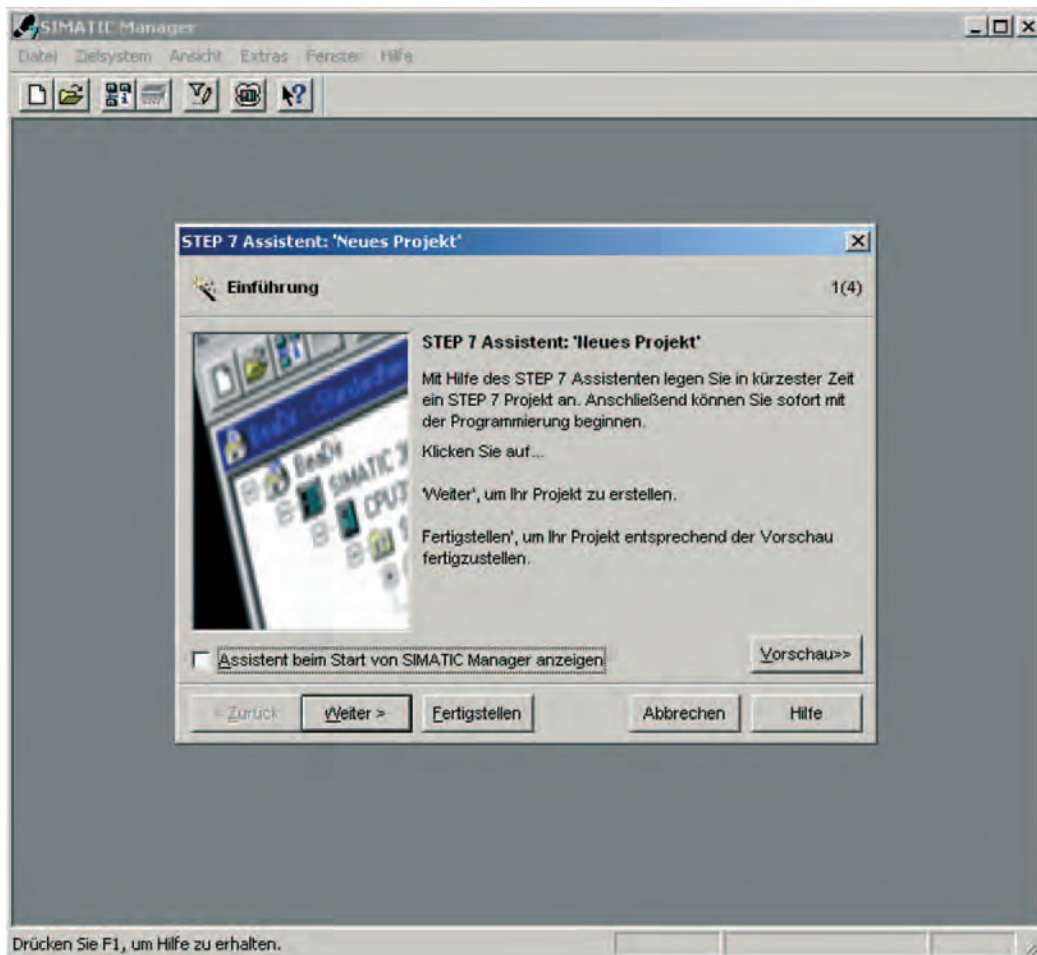 SIMATIC Manager
Datei Zielsystem Ansicht Extras Fenster Hilfe
STEP 7 Assistent: 'Neues Projekt'
Einführung
1(4)
STEP 7 Assistent: 'Neues Projekt'
Mit Hilfe des STEP 7 Assistenten legen Sie in kürzester Zeit
ein STEP 7 Projekt an. Anschließend können Sie sofort mit
der Programmierung beginnen.
Klicken Sie auf...
'Weiter', um Ihr Projekt zu erstellen.
Fertigstellen', um Ihr Projekt entsprechend der Vorschau
fertigzustellen.
BeaDe
SIMATIC 3
CPU3
Assistent beim Start von SIMATIC Manager anzeigen
Vorschau>>
< Zurück
Weiter >
Fertigstellen
Abbrechen
Hilfe
Drücken Sie F1, um Hilfe zu erhalten.